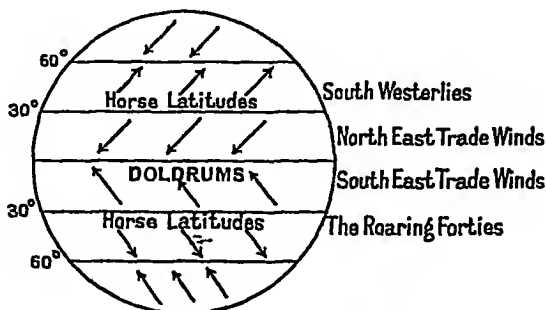 60°
South Westerlies
Horse Latitudes
30°
North East Trade Winds
DOLDRUMS
South East Trade Winds
30°
Horse Latitudes
The Roaring Forties
60°